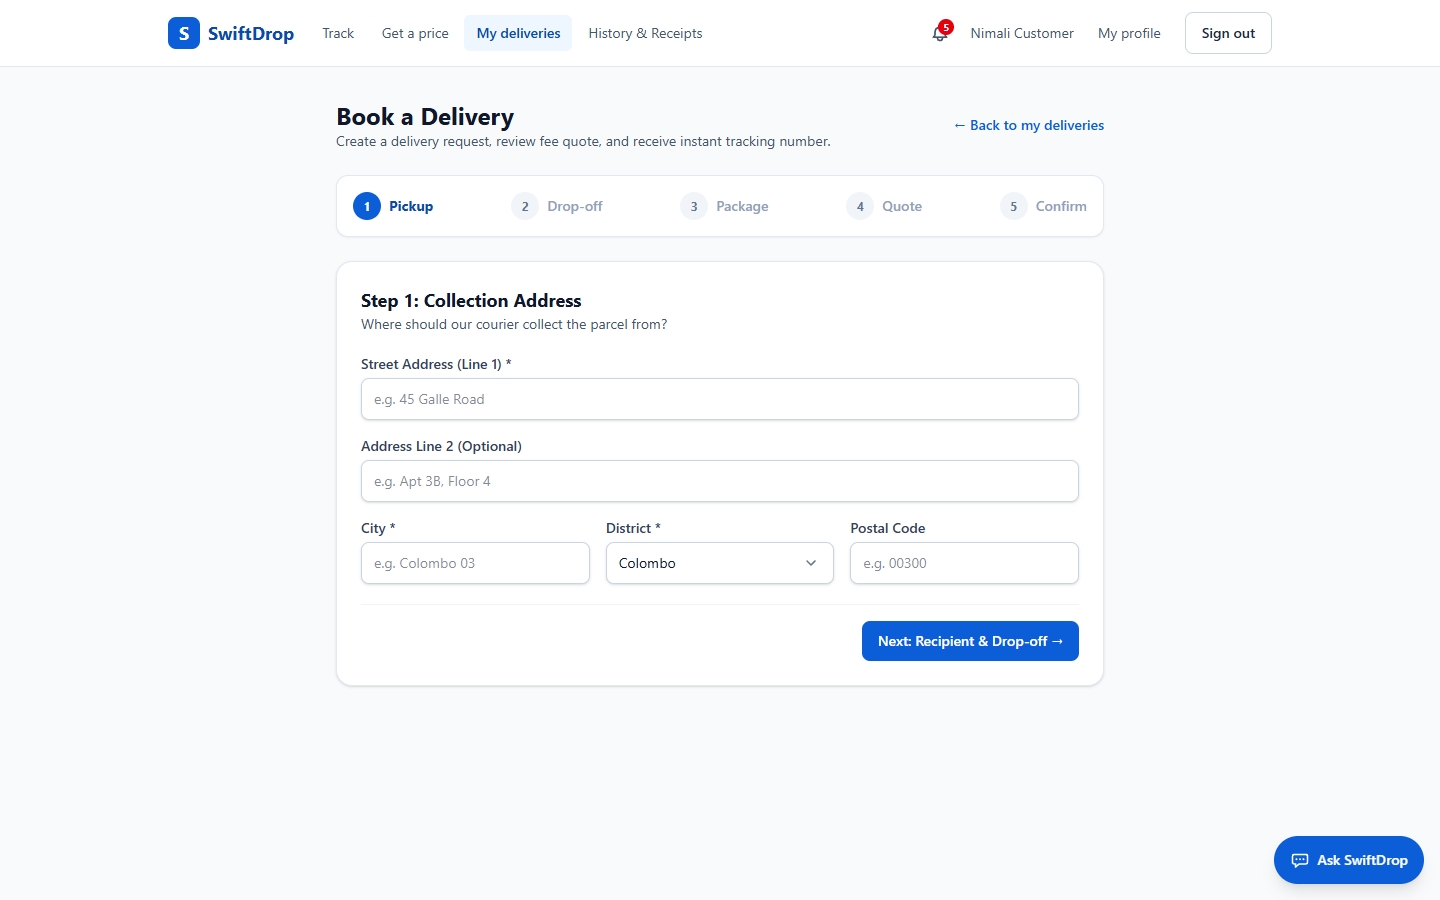 S SwiftDrop Track Get a price My deliveries History & Receipts 5 Nimali Customer My profile Sign out
Book a Delivery
Create a delivery request, review fee quote, and receive instant tracking number.
← Back to my deliveries
1 Pickup 2 Drop-off 3 Package 4 Quote 5 Confirm
Step 1: Collection Address
Where should our courier collect the parcel from?
Street Address (Line 1) *
e.g. 45 Galle Road
Address Line 2 (Optional)
e.g. Apt 3B, Floor 4
City * District * Postal Code
e.g. Colombo 03 Colombo e.g. 00300
Next: Recipient & Drop-off →
Ask SwiftDrop